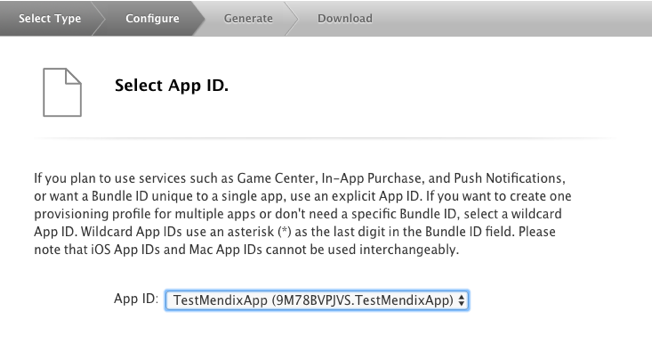 Select Type Configure Generate Download
Select App ID.
If you plan to use services such as Game Center, In-App Purchase, and Push Notifications,
or want a Bundle ID unique to a single app, use an explicit App ID. If you want to create one
provisioning profile for multiple apps or don't need a specific Bundle ID, select a wildcard
App ID. Wildcard App IDs use an asterisk (*) as the last digit in the Bundle ID field. Please
note that iOS App IDs and Mac App IDs cannot be used interchangeably.
App ID: TestMendixApp (9M78BVPJVS.TestMendixApp)